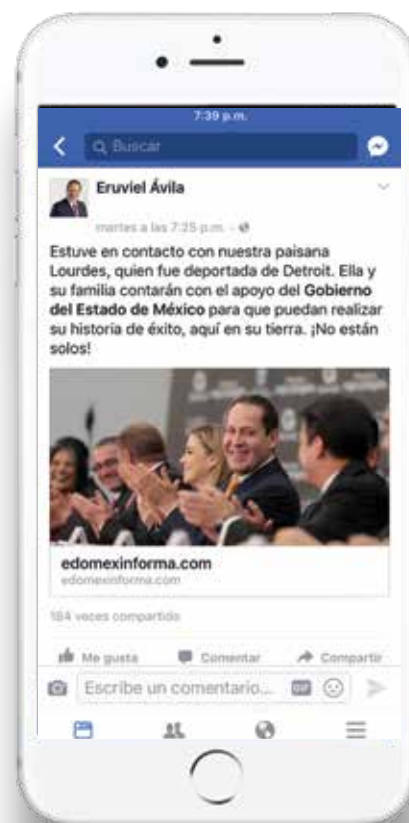 7:39 p.m.
Buscar
Eruviel Ávila
martes a las 7:25 p.m.
Estuve en contacto con nuestra paisana
Lourdes, quien fue deportada de Detroit. Ella y
su familia contarán con el apoyo del Gobierno
del Estado de México para que puedan realizar
su historia de éxito, aquí en su tierra. ¡No están
solos!
edomexinforma.com
edomexinforma.com
184 veces compartido
Me gusta Comentar Compartir
Escribe un comentario... GIF